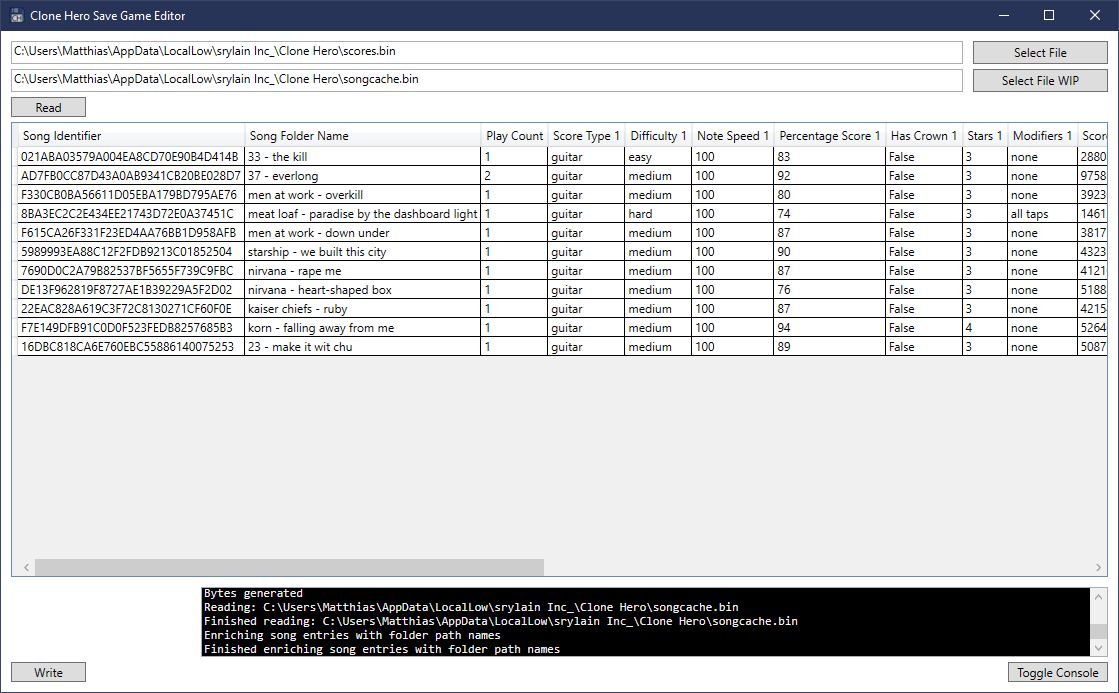 Clone Hero Save Game Editor
C:\Users\Matthias\AppData\LocalLow\srylain Inc_\Clone Hero\scores.bin Select File
C:\Users\Matthias\AppData\LocalLow\srylain Inc_\Clone Hero\songcache.bin Select File WIP
Read
Song Identifier Song Folder Name Play Count Score Type 1 Difficulty 1 Note Speed 1 Percentage Score 1 Has Crown 1 Stars 1 Modifiers 1 Score
021ABA03579A004EA8CD70E90B4D414B 33 - the kill 1 guitar easy 100 83 False 3 none 2880
AD7FB0CC87D43A0AB9341CB20BE028D7 37 - everlong 2 guitar medium 100 92 False 3 none 9758
F330CB0BA56611D05EBA179BD795AE76 men at work - overkill 1 guitar medium 100 80 False 3 none 3923
8BA3EC2C2E434EE21743D72E0A37451C meat loaf - paradise by the dashboard light 1 guitar hard 100 74 False 3 all taps 1461
F615CA26F331F23ED4AA76BB1D958AFB men at work - down under 1 guitar medium 100 87 False 3 none 3817
5989993EA88C12F2FDB9213C01852504 starship - we built this city 1 guitar medium 100 90 False 3 none 4323
7690D0C2A79B82537BF5655F739C9FBC nirvana - rape me 1 guitar medium 100 87 False 3 none 4121
DE13F962819F8727AE1B39229A5F2D02 nirvana - heart-shaped box 1 guitar medium 100 76 False 3 none 5188
22EAC828A619C3F72C8130271CF60F0E kaiser chiefs - ruby 1 guitar medium 100 87 False 3 none 4215
F7E149DFB91C0D0F523FEDB8257685B3 korn - falling away from me 1 guitar medium 100 94 False 4 none 5264
16DBC818CA6E760EBC55886140075253 23 - make it wit chu 1 guitar medium 100 89 False 3 none 5087
Bytes generated
Reading: C:\Users\Matthias\AppData\LocalLow\srylain Inc_\Clone Hero\songcache.bin
Finished reading: C:\Users\Matthias\AppData\LocalLow\srylain Inc_\Clone Hero\songcache.bin
Enriching song entries with folder path names
Finished enriching song entries with folder path names
Write Toggle Console